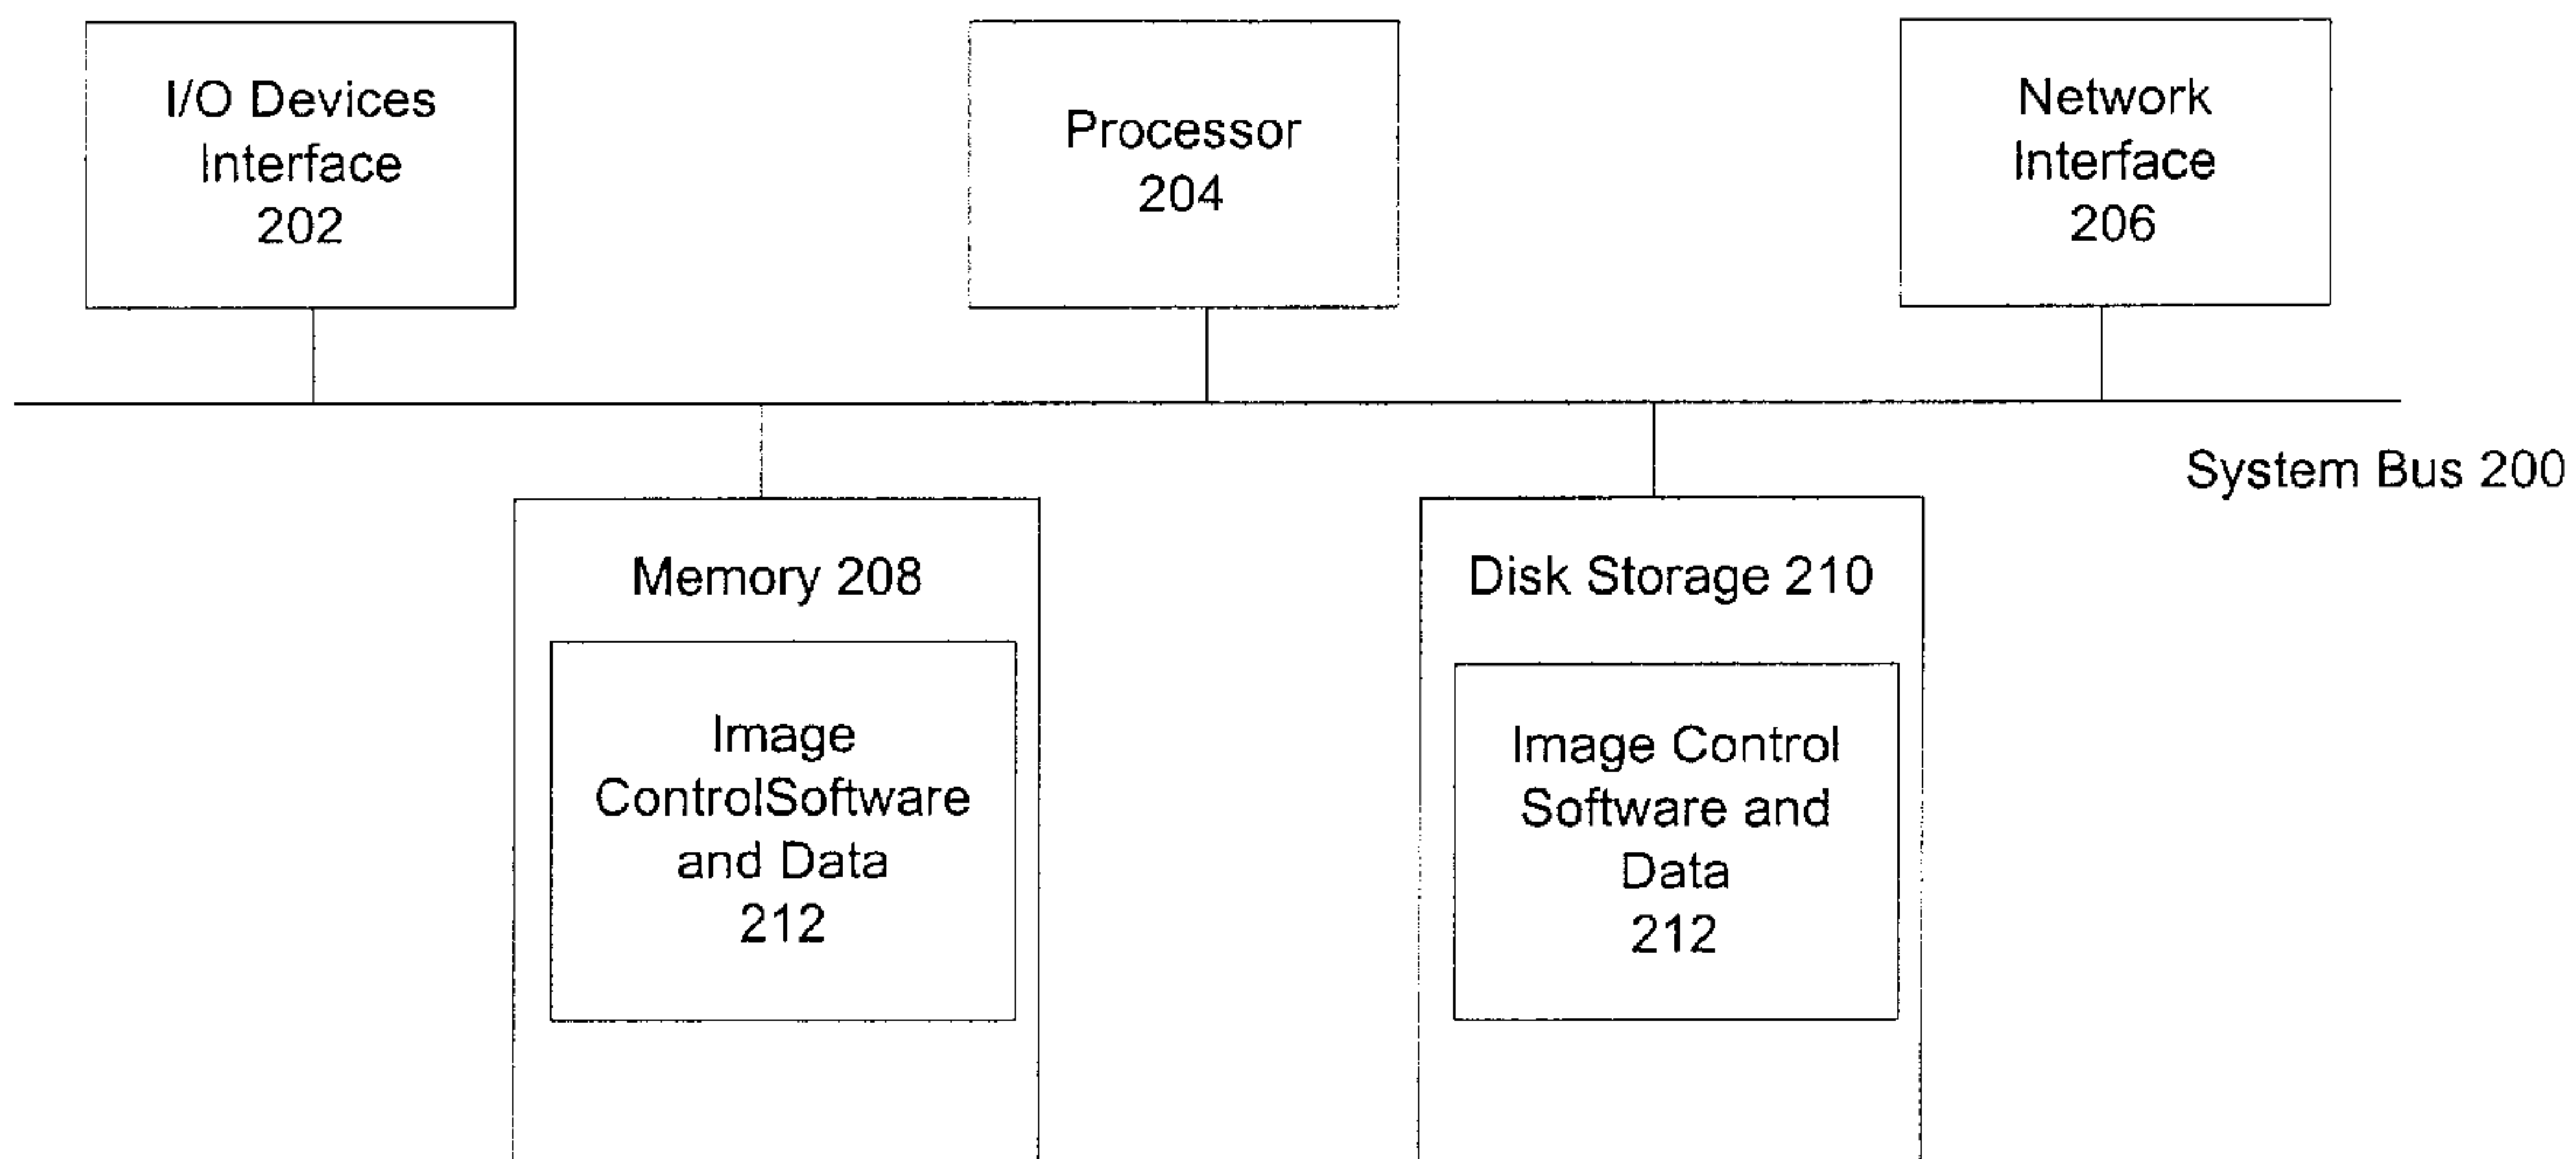 I/O Devices
Interface
202
Processor
204
Network
Interface
206
System Bus 200
Memory 208
Image
ControlSoftware
and Data
212
Disk Storage 210
Image Control
Software and
Data
212